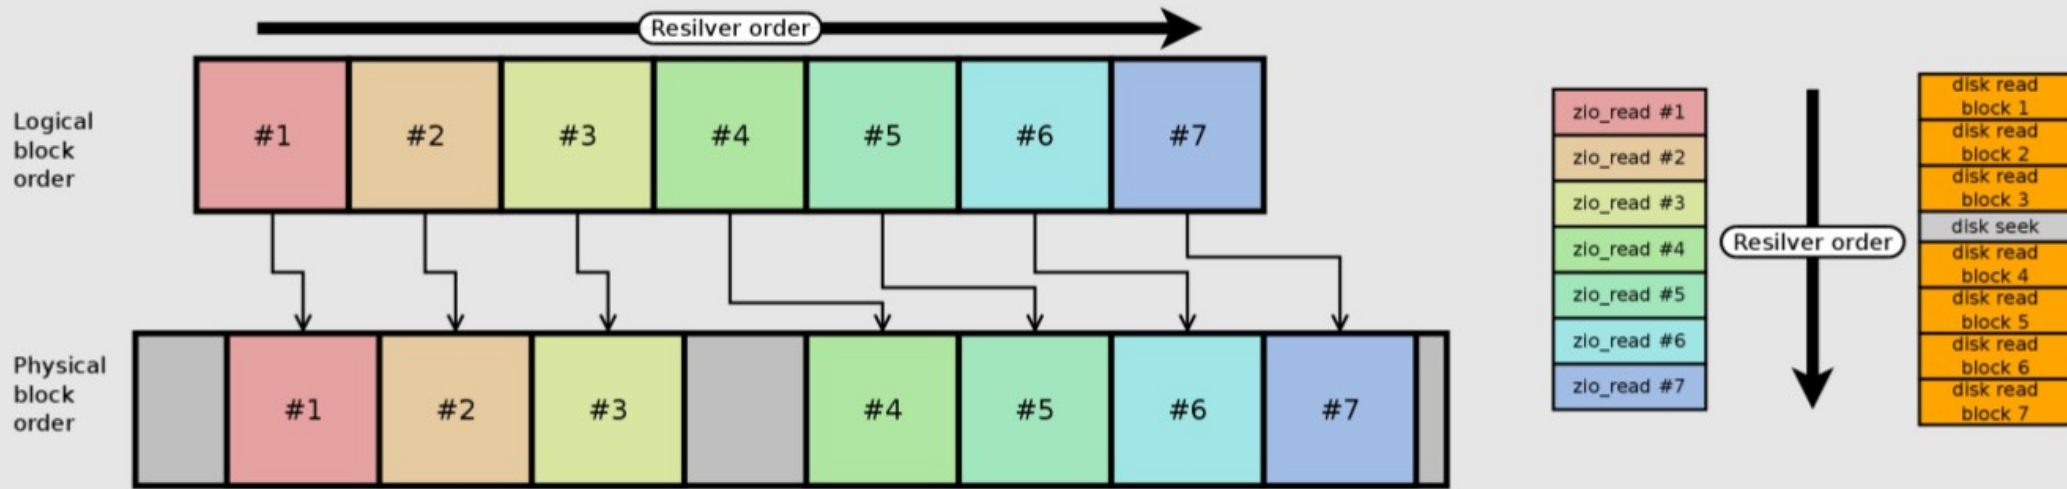 Resilver order
Logical
block
order
#1
#2
#3
#4
#5
#6
#7
Physical
block
order
#1
#2
#3
#4
#5
#6
#7
zio_read #1
zio_read #2
zio_read #3
zio_read #4
zio_read #5
zio_read #6
zio_read #7
Resilver order
disk read
block 1
disk read
block 2
disk read
block 3
disk seek
disk read
block 4
disk read
block 5
disk read
block 6
disk read
block 7